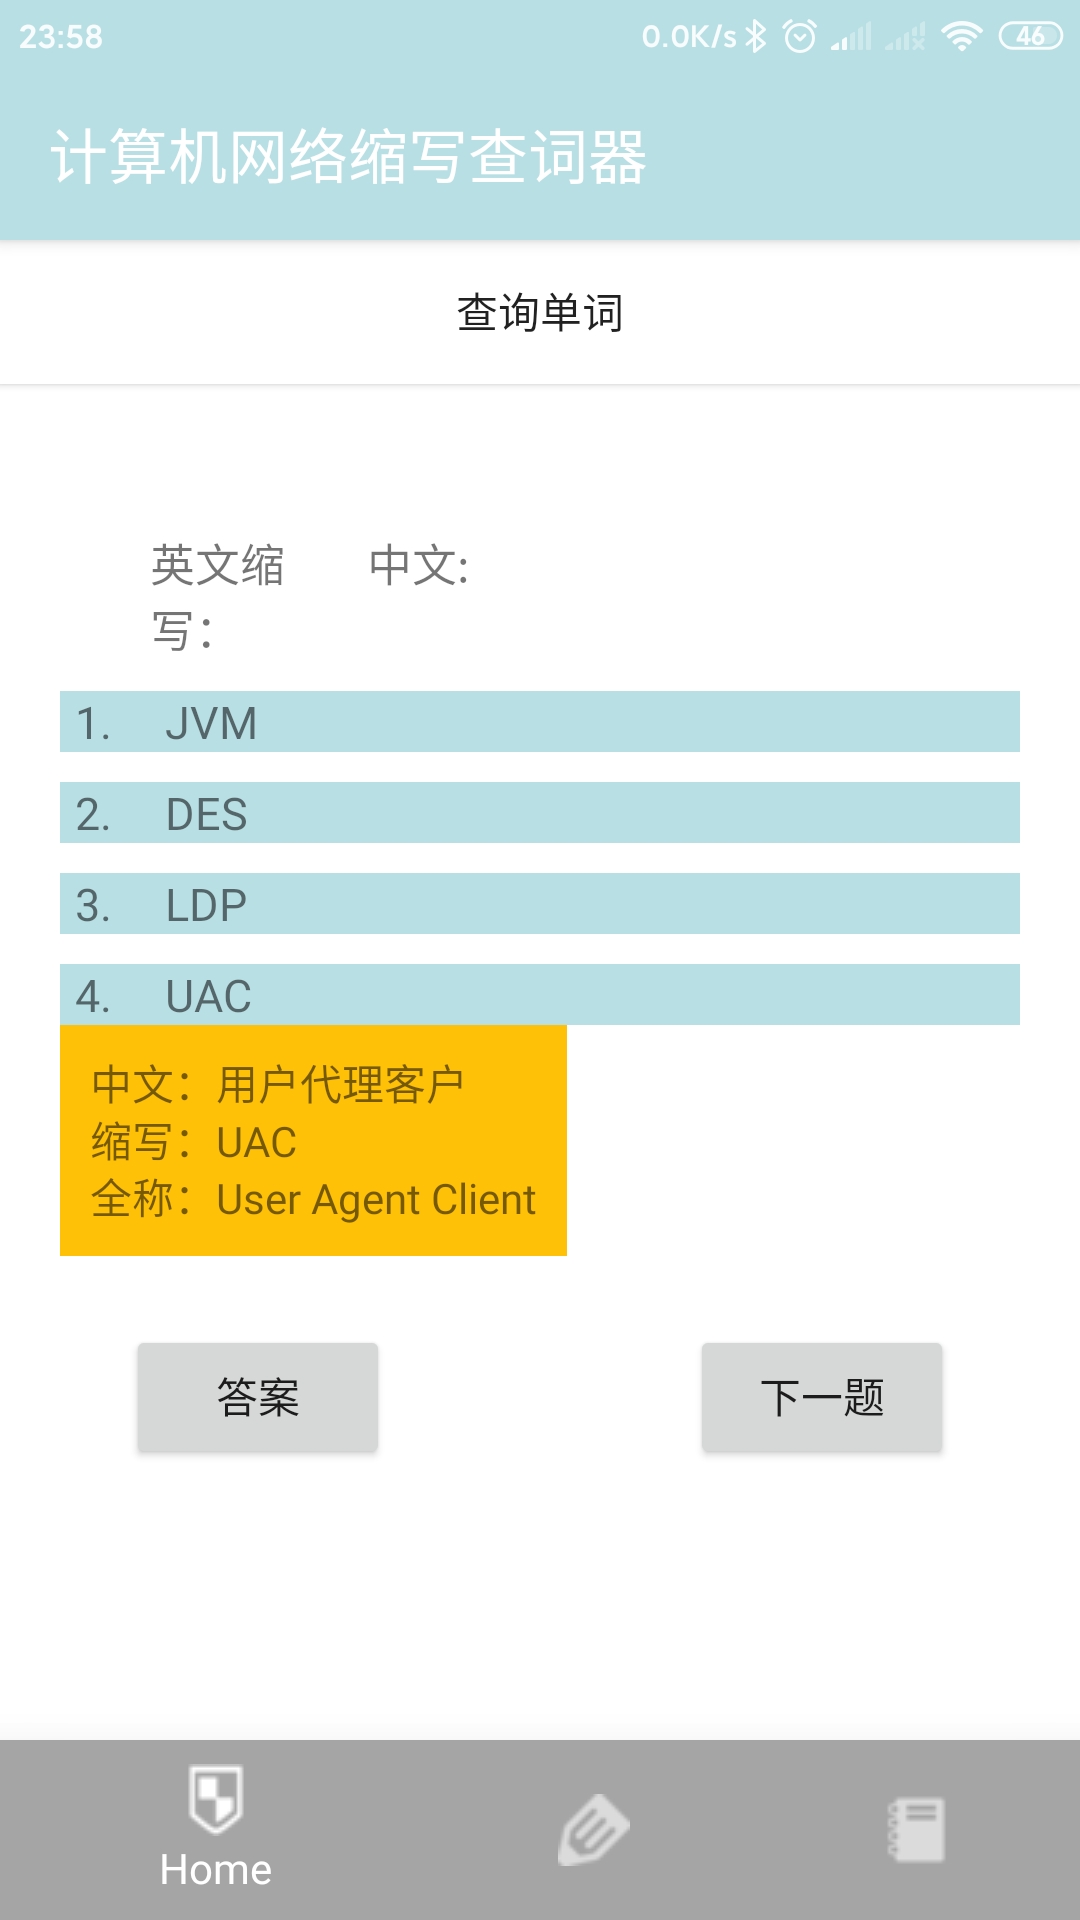 23:58 0.0K/s 46
计算机网络缩写查词器
查询单词
英文缩 中文:
写：
1. JVM
2. DES
3. LDP
4. UAC
中文：用户代理客户
缩写：UAC
全称：User Agent Client
答案 下一题
Home